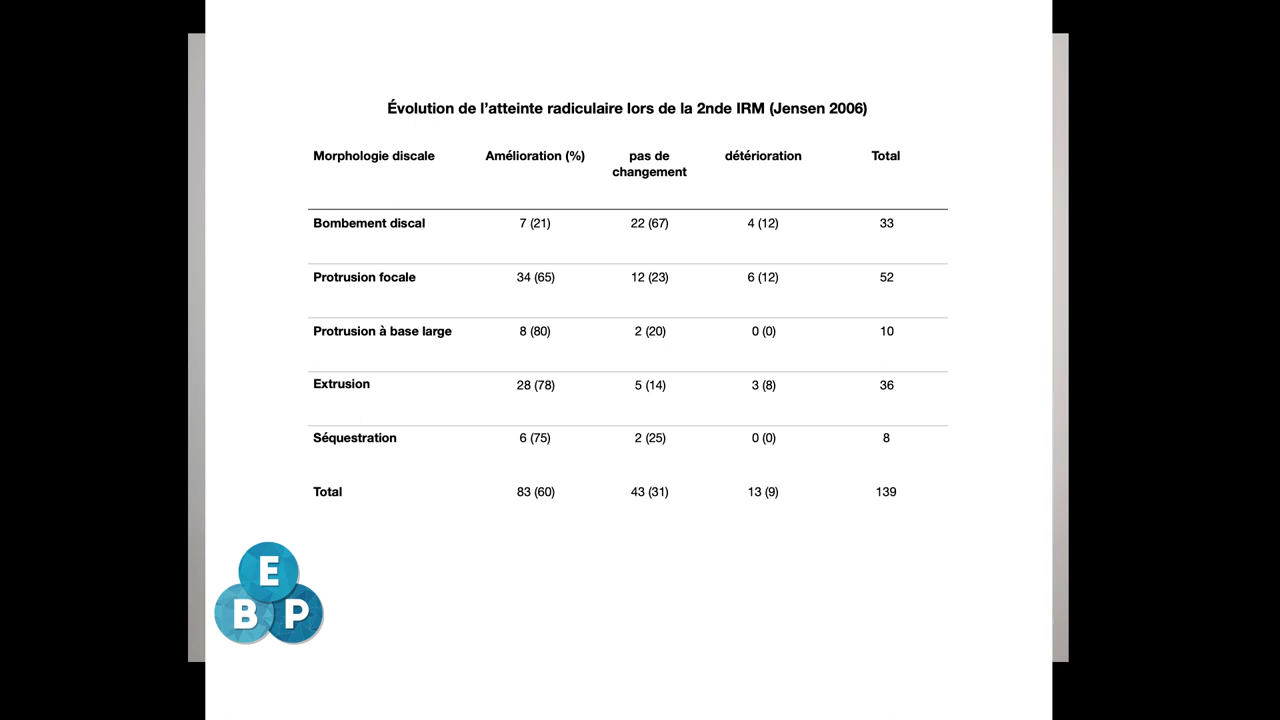 Évolution de l'atteinte radiculaire lors de la 2nde IRM (Jensen 2006)
Morphologie discale Amélioration (%) pas de changement détérioration Total
Bombement discal 7 (21) 22 (67) 4 (12) 33
Protrusion focale 34 (65) 12 (23) 6 (12) 52
Protrusion à base large 8 (80) 2 (20) 0 (0) 10
Extrusion 28 (78) 5 (14) 3 (8) 36
Séquestration 6 (75) 2 (25) 0 (0) 8
Total 83 (60) 43 (31) 13 (9) 139
E
B P